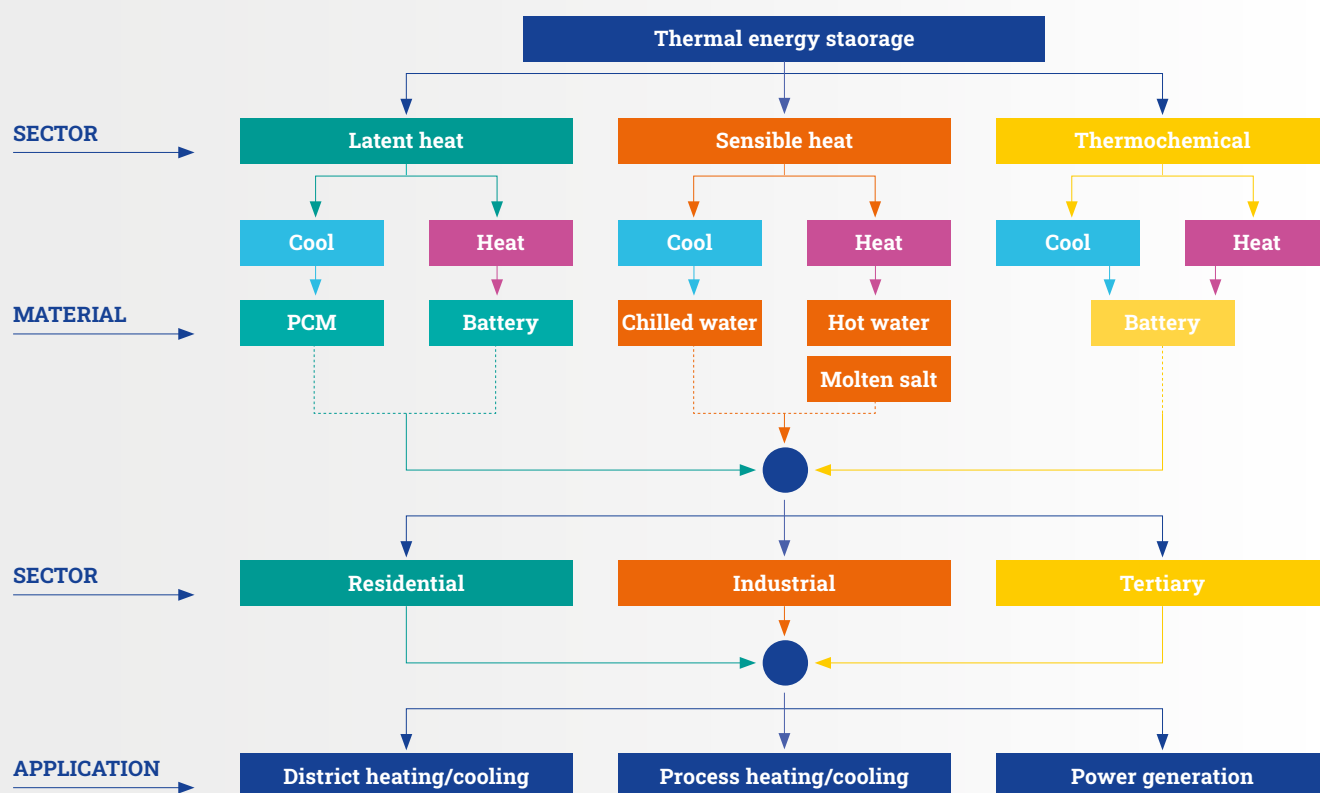 Thermal energy staorage
SECTOR
Latent heat
Sensible heat
Thermochemical
Cool
Heat
Cool
Heat
Cool
Heat
MATERIAL
PCM
Battery
Chilled water
Hot water
Battery
Molten salt
SECTOR
Residential
Industrial
Tertiary
APPLICATION
District heating/cooling
Process heating/cooling
Power generation